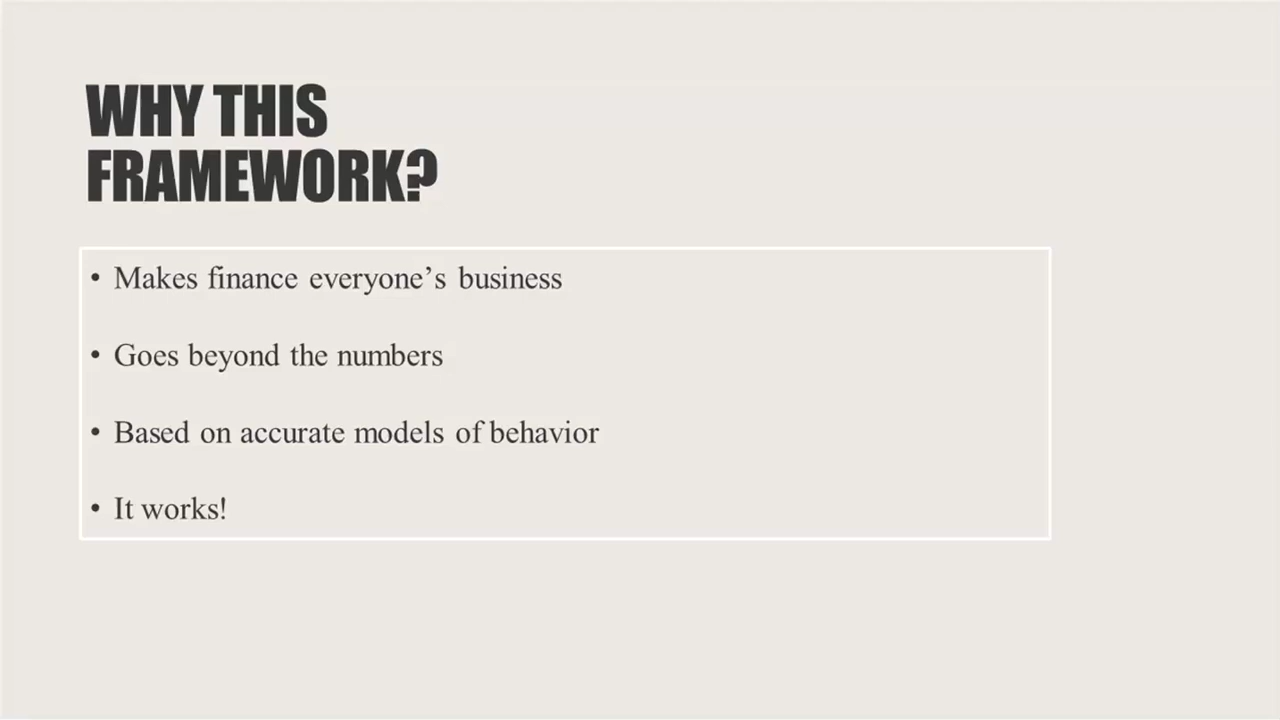 WHY THIS
FRAMEWORK?
• Makes finance everyone’s business
• Goes beyond the numbers
• Based on accurate models of behavior
• It works!